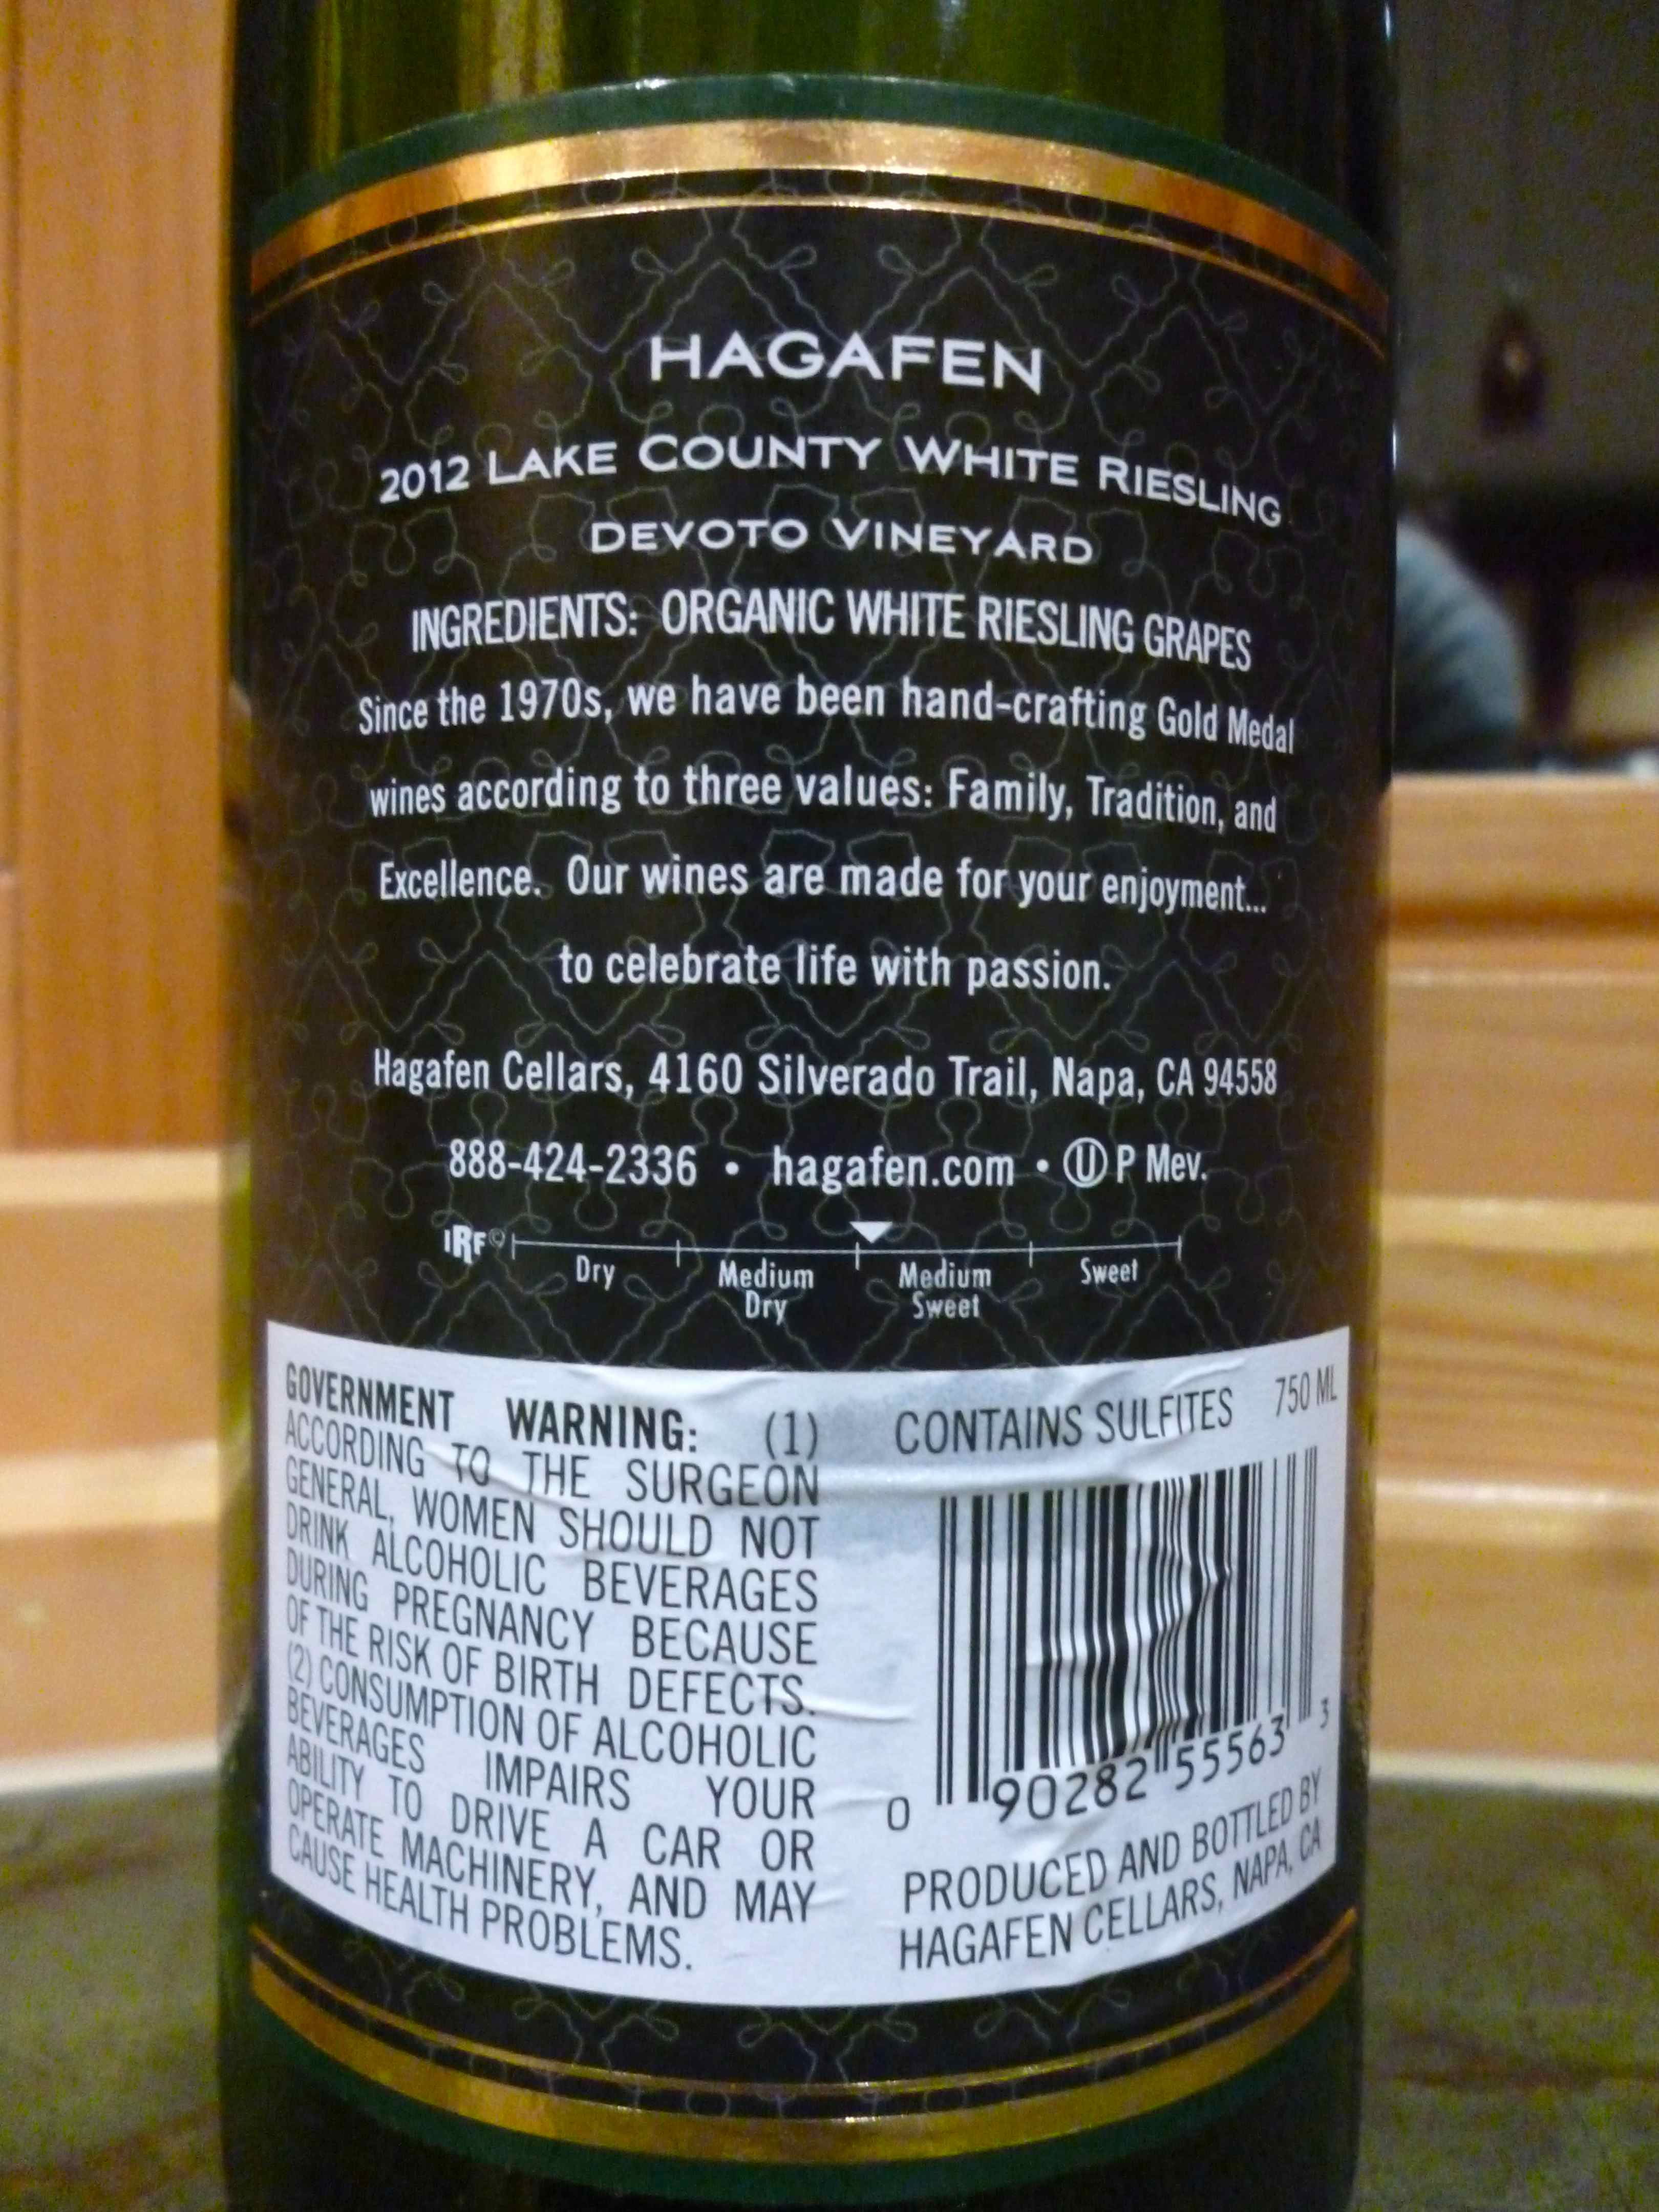 HAGAFEN
2012 LAKE COUNTY WHITE RIESLING
DEVOTO VINEYARD
INGREDIENTS: ORGANIC WHITE RIESLING GRAPES
Since the 1970s, we have been hand-crafting Gold Medal
wines according to three values: Family, Tradition, and
Excellence. Our wines are made for your enjoyment...
to celebrate life with passion.
Hagafen Cellars, 4160 Silverado Trail, Napa, CA 94558
888-424-2336 • hagafen.com • Ⓤ P Mev.
IRF©
Dry
Medium
Dry
Medium
Sweet
Sweet
GOVERNMENT WARNING: (1)
ACCORDING TO THE SURGEON
GENERAL, WOMEN SHOULD NOT
DRINK ALCOHOLIC BEVERAGES
DURING PREGNANCY BECAUSE
OF THE RISK OF BIRTH DEFECTS.
(2) CONSUMPTION OF ALCOHOLIC
BEVERAGES IMPAIRS YOUR
ABILITY TO DRIVE A CAR OR
OPERATE MACHINERY, AND MAY
CAUSE HEALTH PROBLEMS.
CONTAINS SULFITES 750 ML
0 90282 55563 3
PRODUCED AND BOTTLED BY
HAGAFEN CELLARS, NAPA, CA